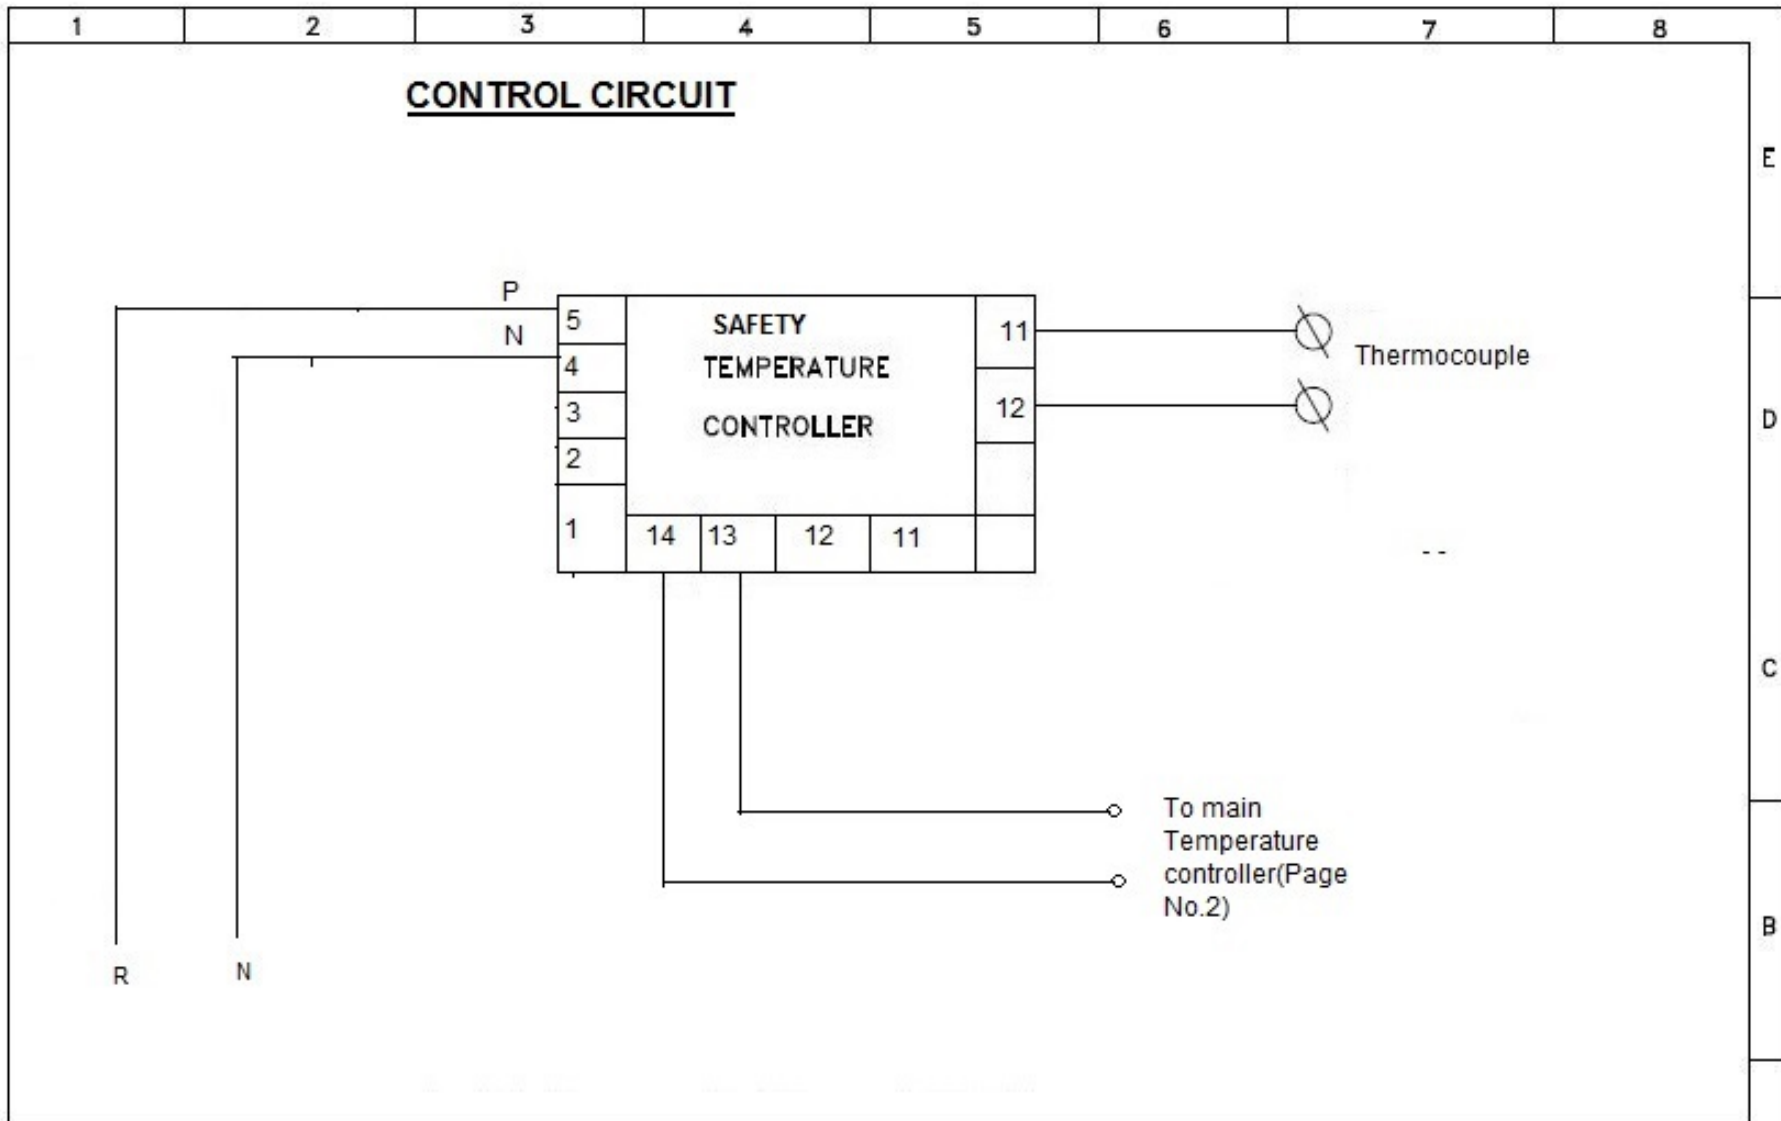 1 2 3 4 5 6 7 8
CONTROL CIRCUIT
E
P
5
SAFETY
11
N
TEMPERATURE
Thermocouple
4
3
12
D
CONTROLLER
2
1
14 13 12 11
--
C
To main
Temperature
controller(Page
No.2)
B
R N